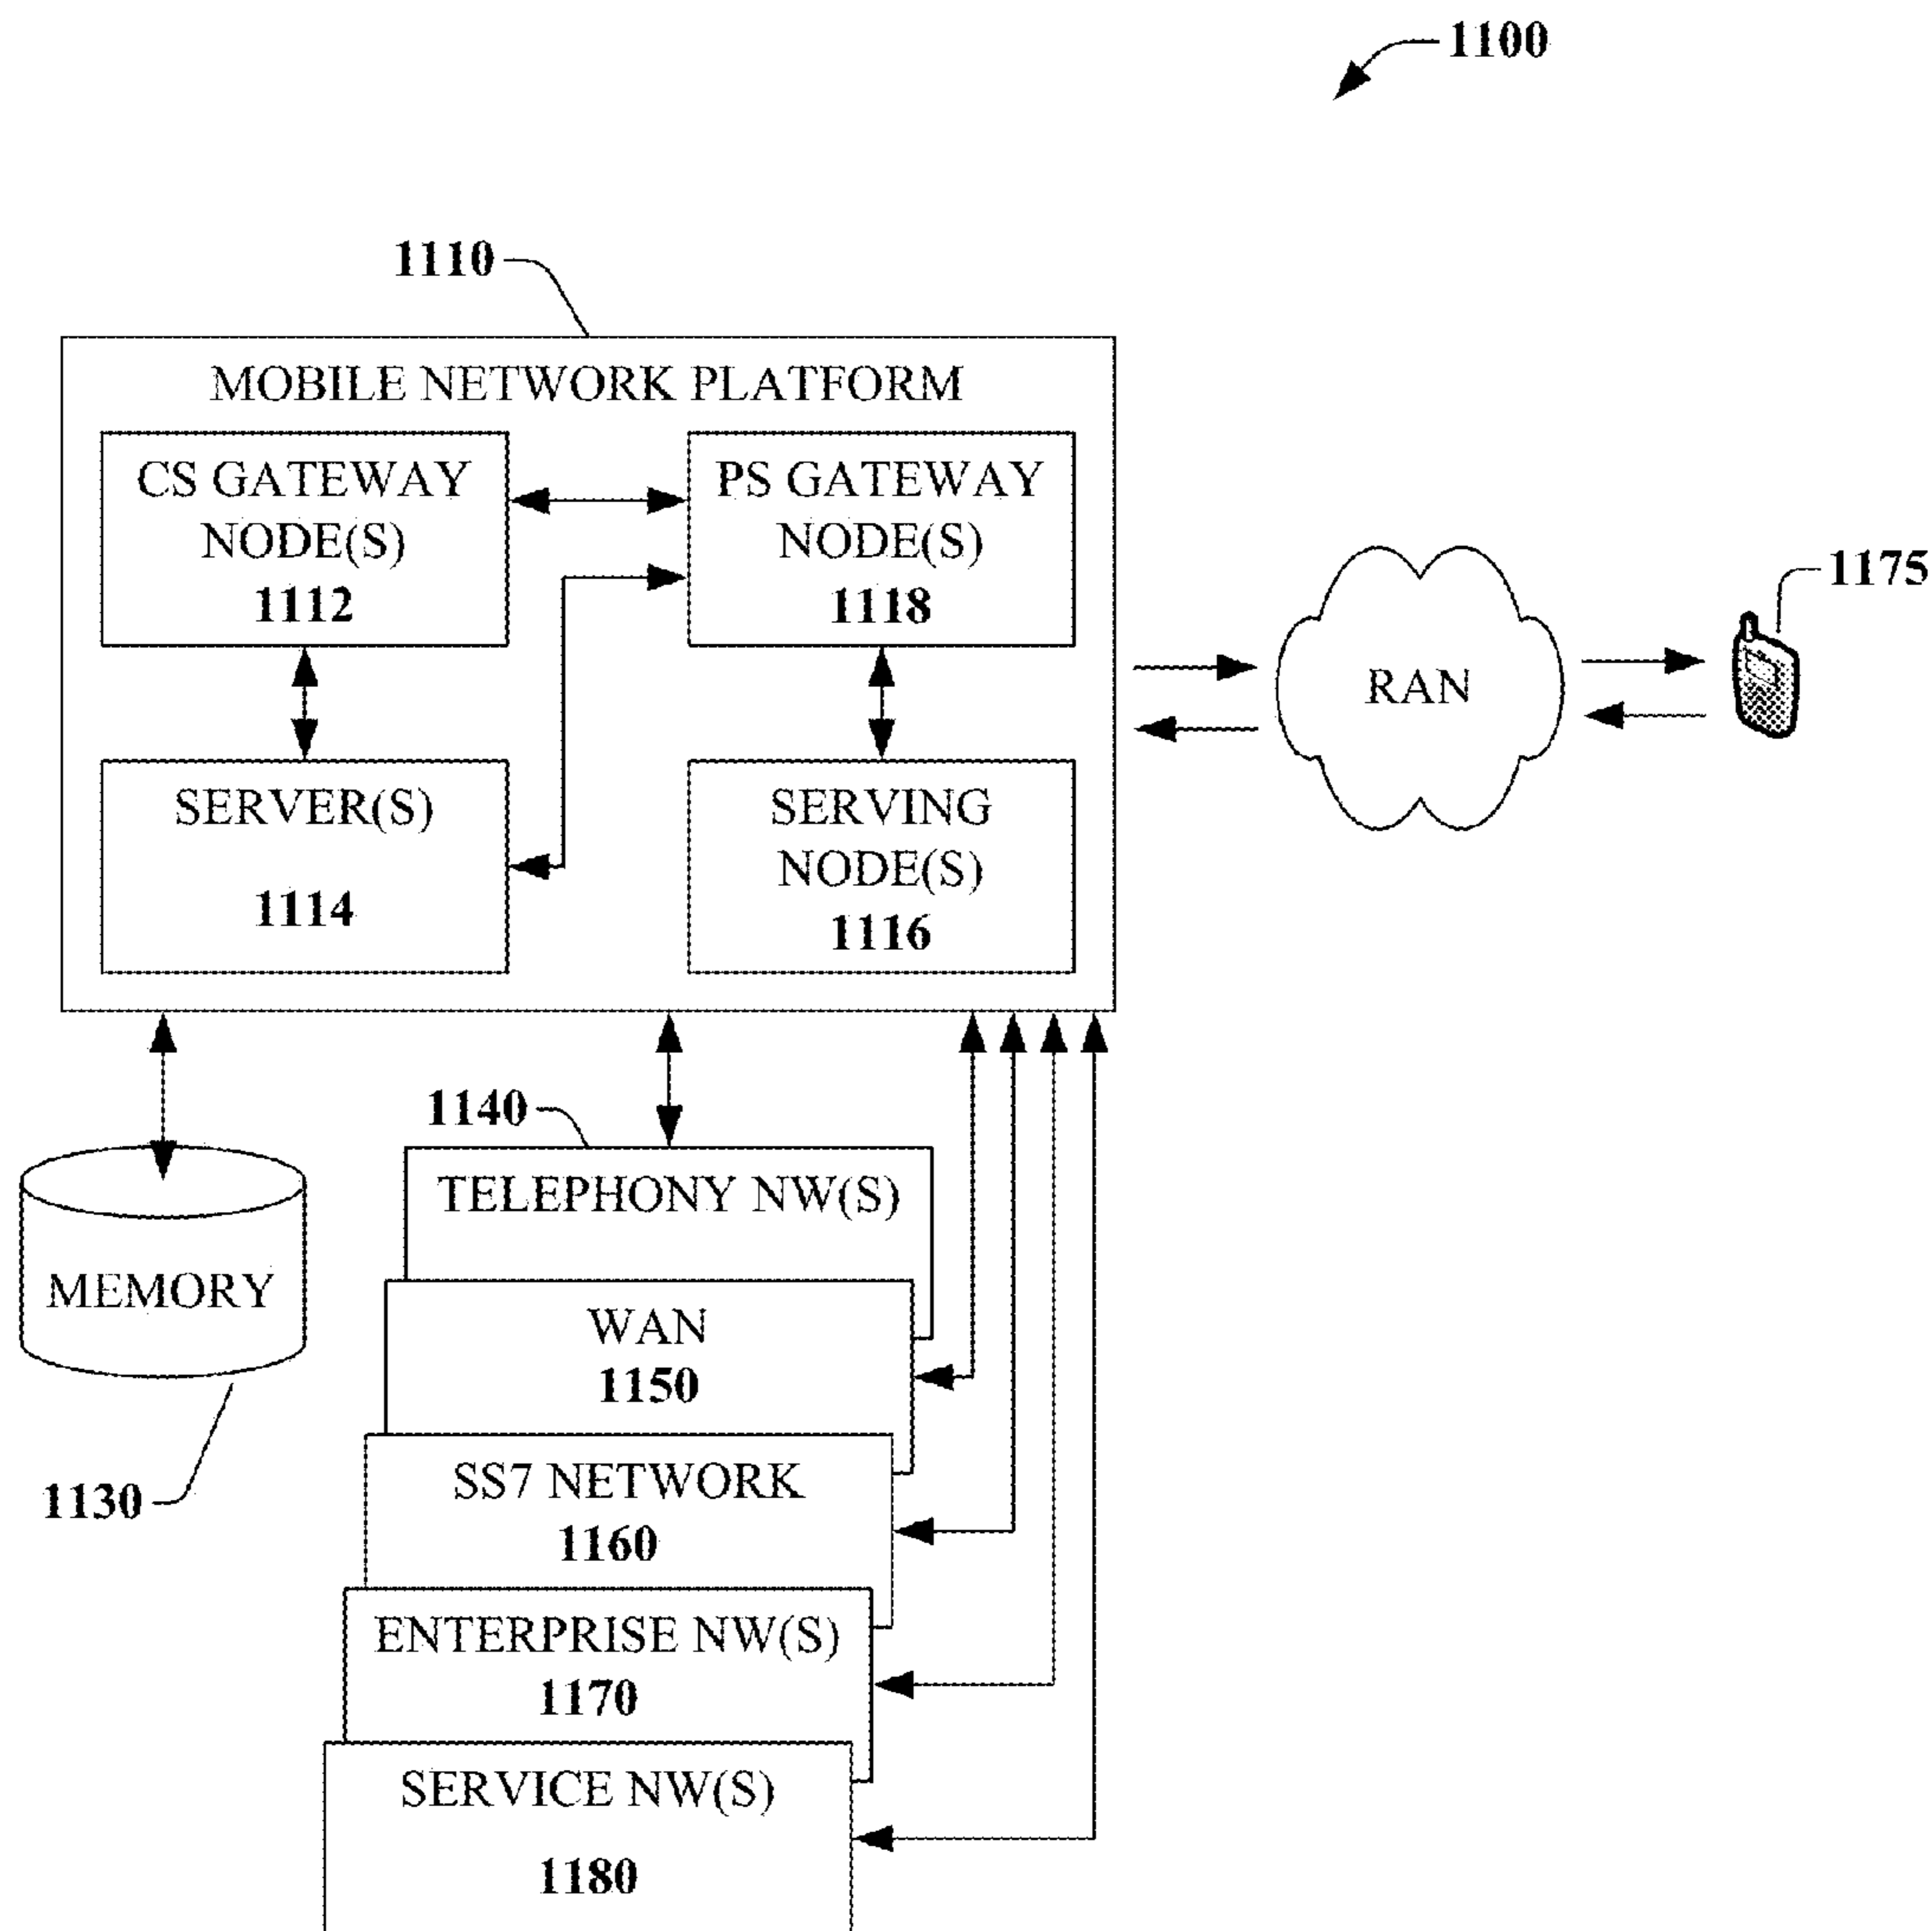 1100
1110
MOBILE NETWORK PLATFORM
CS GATEWAY
NODE(S)
1112
PS GATEWAY
NODE(S)
1118
1175
RAN
SERVER(S)
1114
SERVING
NODE(S)
1116
1140
TELEPHONY NW(S)
MEMORY
WAN
1150
1130
SS7 NETWORK
1160
ENTERPRISE NW(S)
1170
SERVICE NW(S)
1180